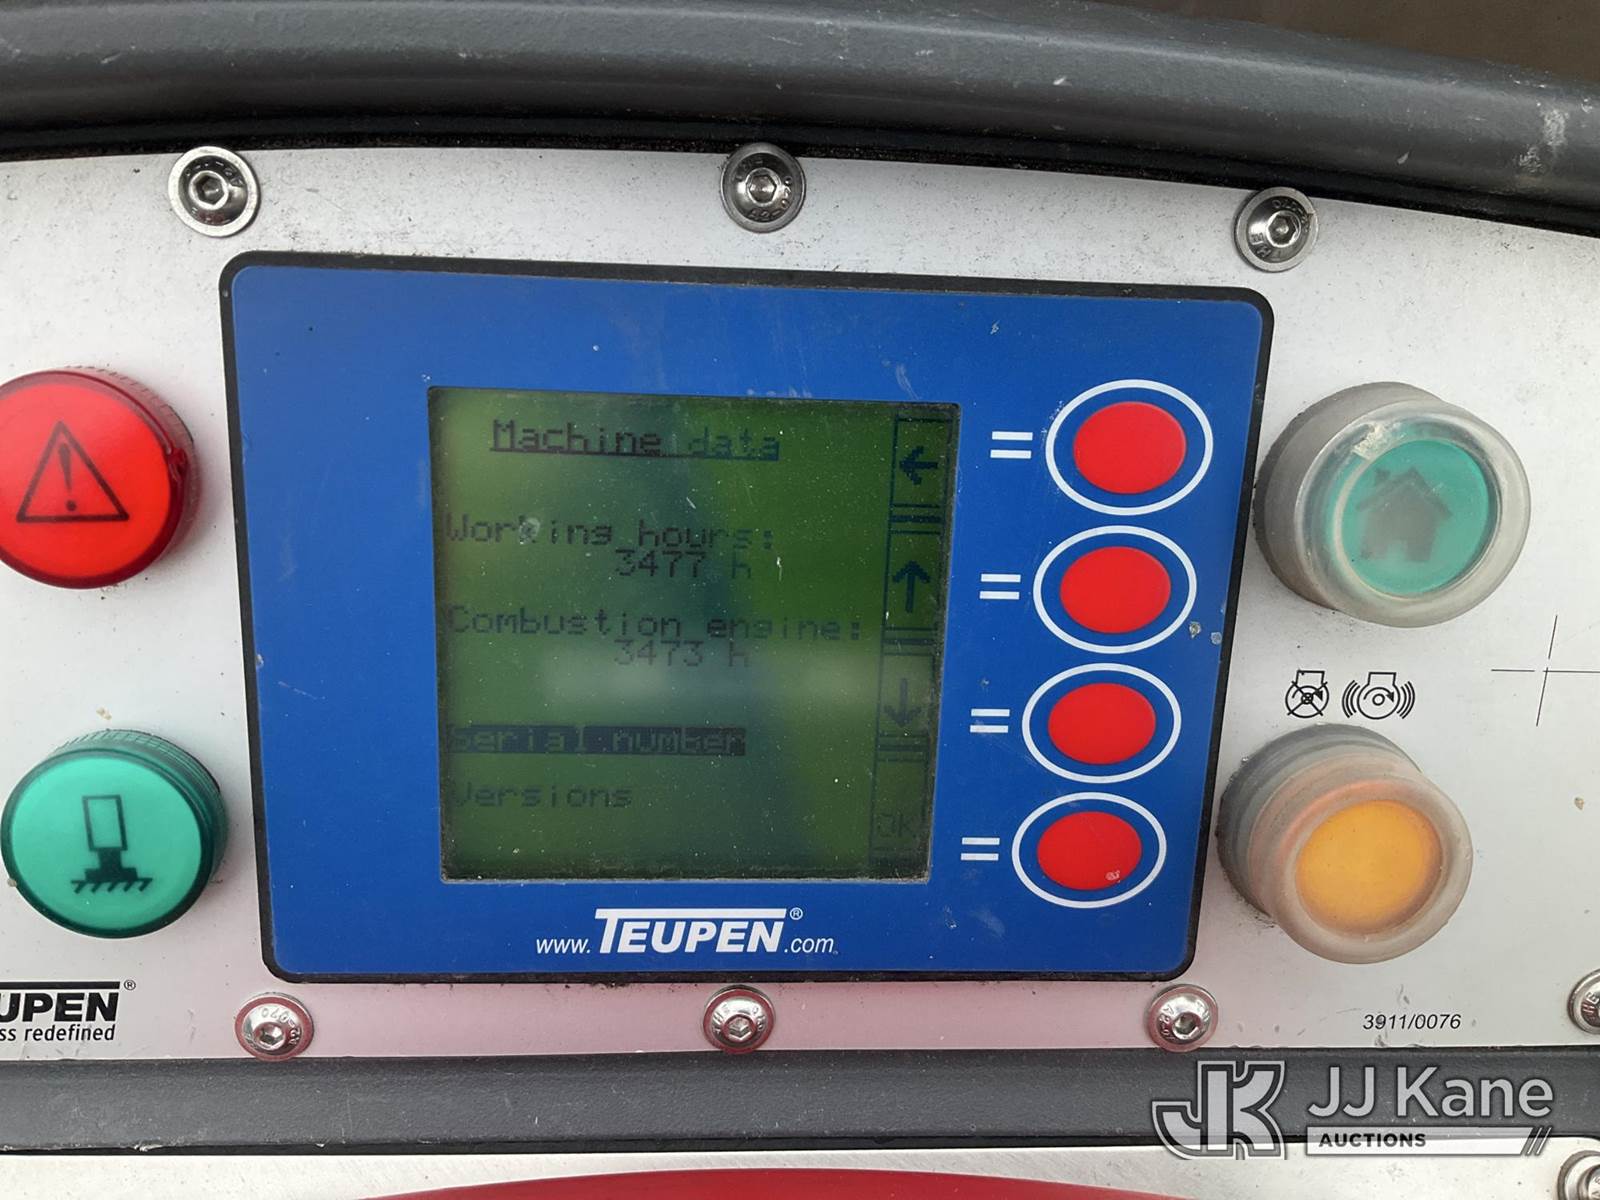 Machine data
Working hours:
3477 h
Combustion engine:
3473 h
Serial number
Versions
OK
www.TEUPEN®.com
UPEN®
ss redefined
3911/0076
JK JJ Kane
AUCTIONS